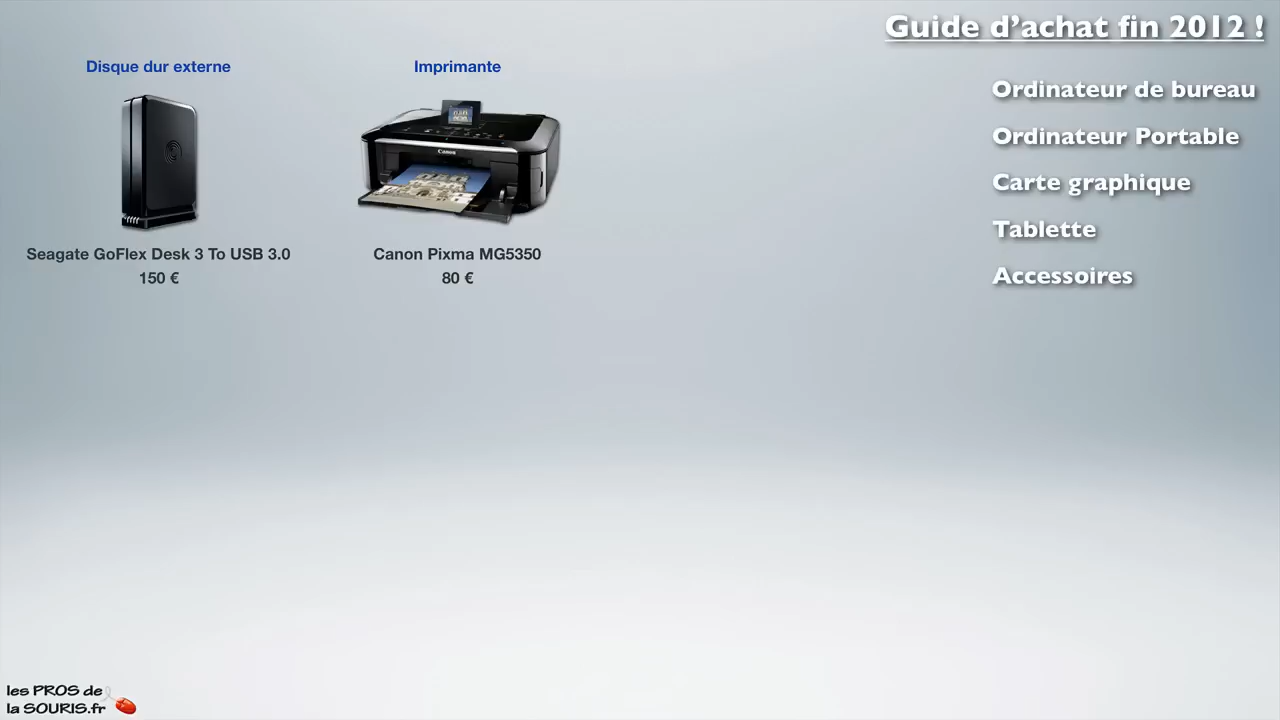 Guide d’achat fin 2012 !
Disque dur externe
Imprimante
Canon
Seagate GoFlex Desk 3 To USB 3.0
150 €
Canon Pixma MG5350
80 €
Ordinateur de bureau
Ordinateur Portable
Carte graphique
Tablette
Accessoires
les PROS de
la SOURIS.fr